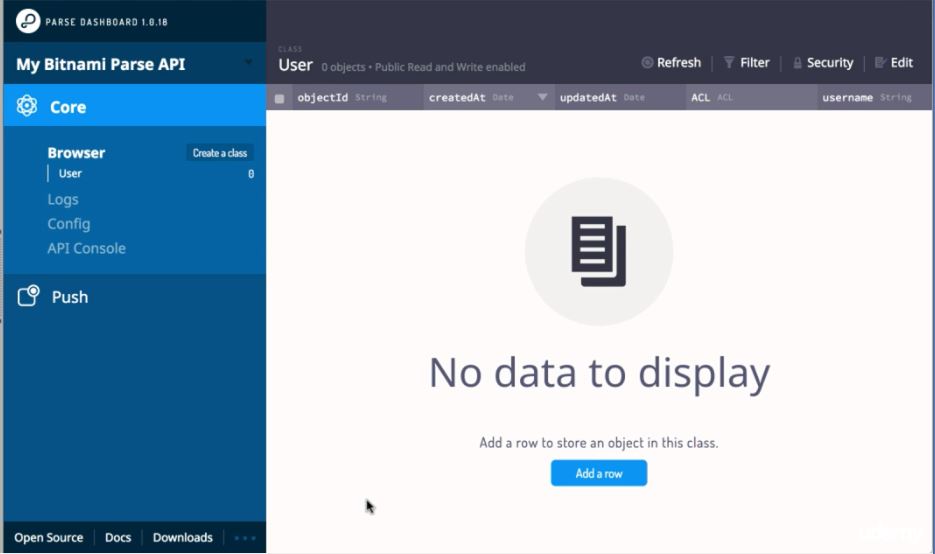 PARSE DASHBOARD 1.0.18
My Bitnami Parse API
Core
Browser
Create a class
User 0
Logs
Config
API Console
Push
Open Source Docs Downloads
CLASS
User 0 objects • Public Read and Write enabled
Refresh Filter Security Edit
objectId String createdAt Date updatedAt Date ACL ACL username String
No data to display
Add a row to store an object in this class.
Add a row